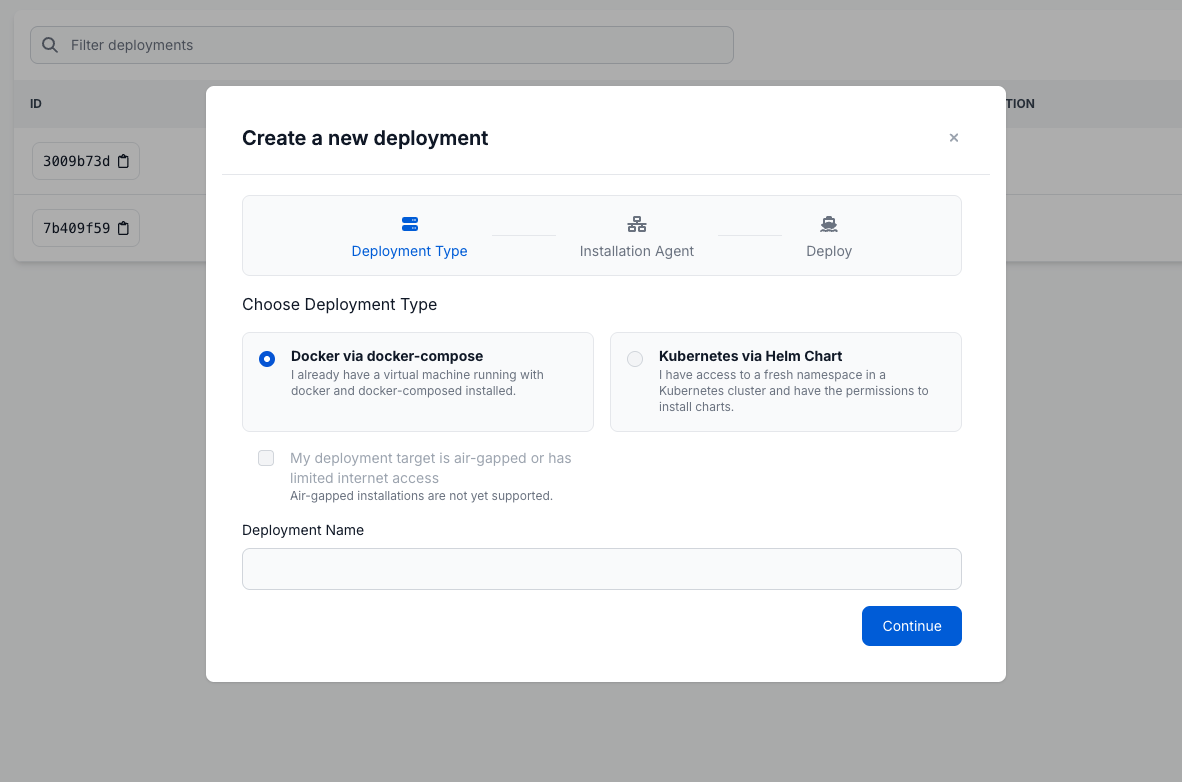 Filter deployments
ID
TION
3009b73d
7b409f59
Create a new deployment
×
Deployment Type
Installation Agent
Deploy
Choose Deployment Type
Docker via docker-compose
I already have a virtual machine running with
docker and docker-composed installed.
Kubernetes via Helm Chart
I have access to a fresh namespace in a
Kubernetes cluster and have the permissions to
install charts.
My deployment target is air-gapped or has
limited internet access
Air-gapped installations are not yet supported.
Deployment Name
Continue